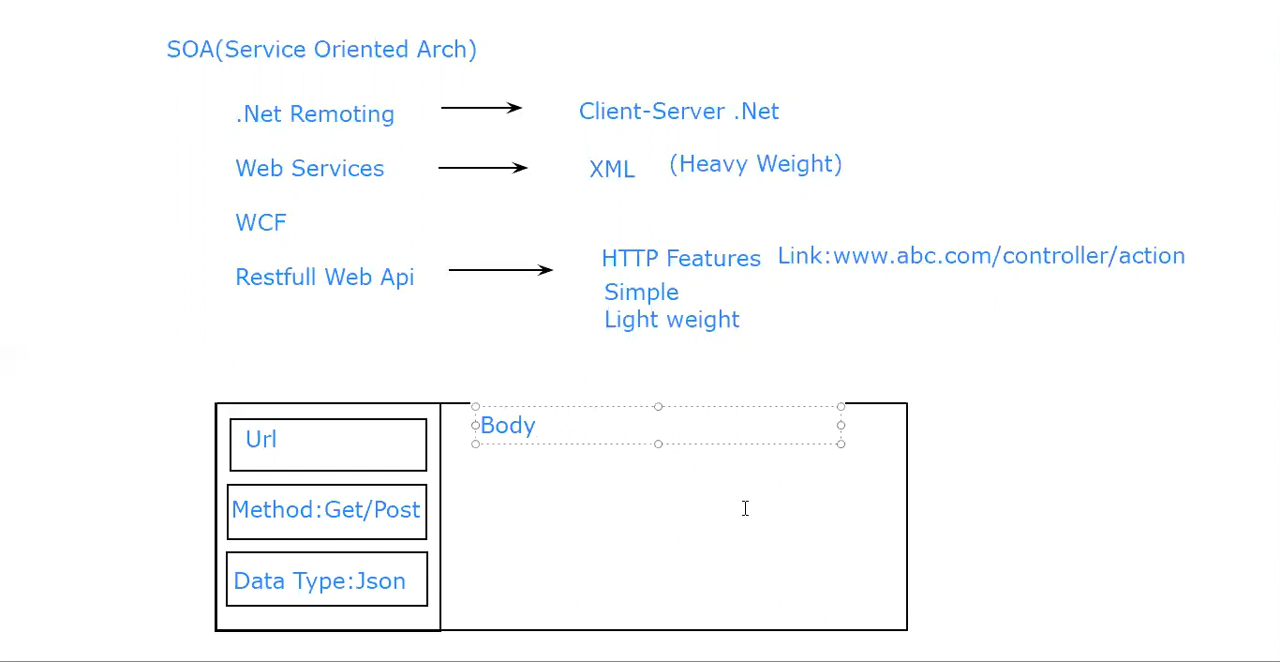 SOA(Service Oriented Arch)
.Net Remoting
Client-Server .Net
Web Services
XML (Heavy Weight)
WCF
Restfull Web Api
HTTP Features Link:www.abc.com/controller/action
Simple
Light weight
Url
Method:Get/Post
Data Type:Json
Body